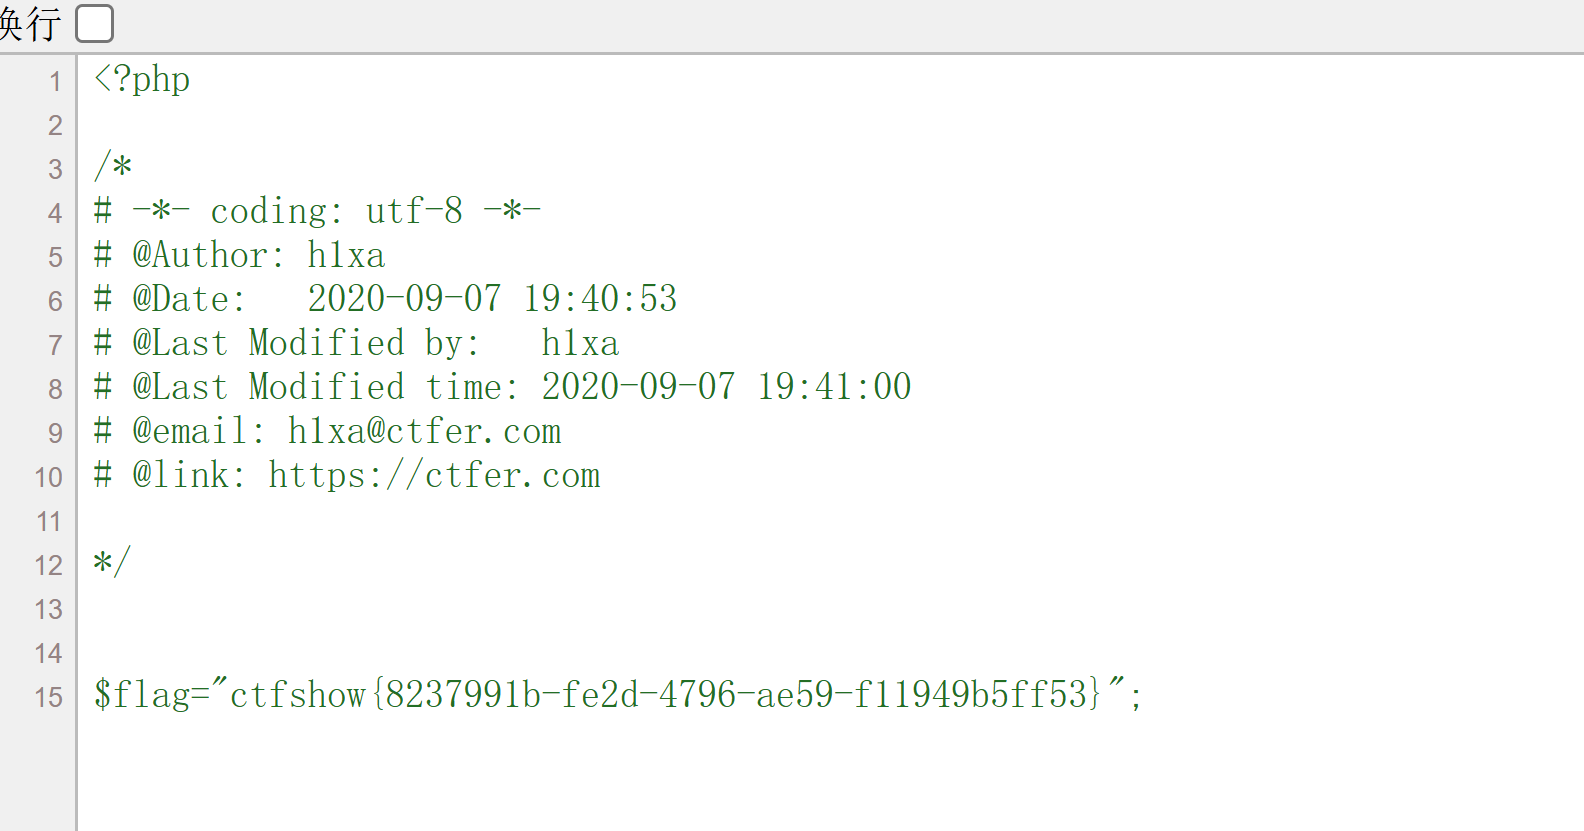 换行
1 <?php
2
3 /*
4 # -*- coding: utf-8 -*-
5 # @Author: h1xa
6 # @Date:   2020-09-07 19:40:53
7 # @Last Modified by:   h1xa
8 # @Last Modified time: 2020-09-07 19:41:00
9 # @email: h1xa@ctfer.com
10 # @link: https://ctfer.com
11
12 */
13
14
15 $flag="ctfshow{8237991b-fe2d-4796-ae59-f11949b5ff53}";